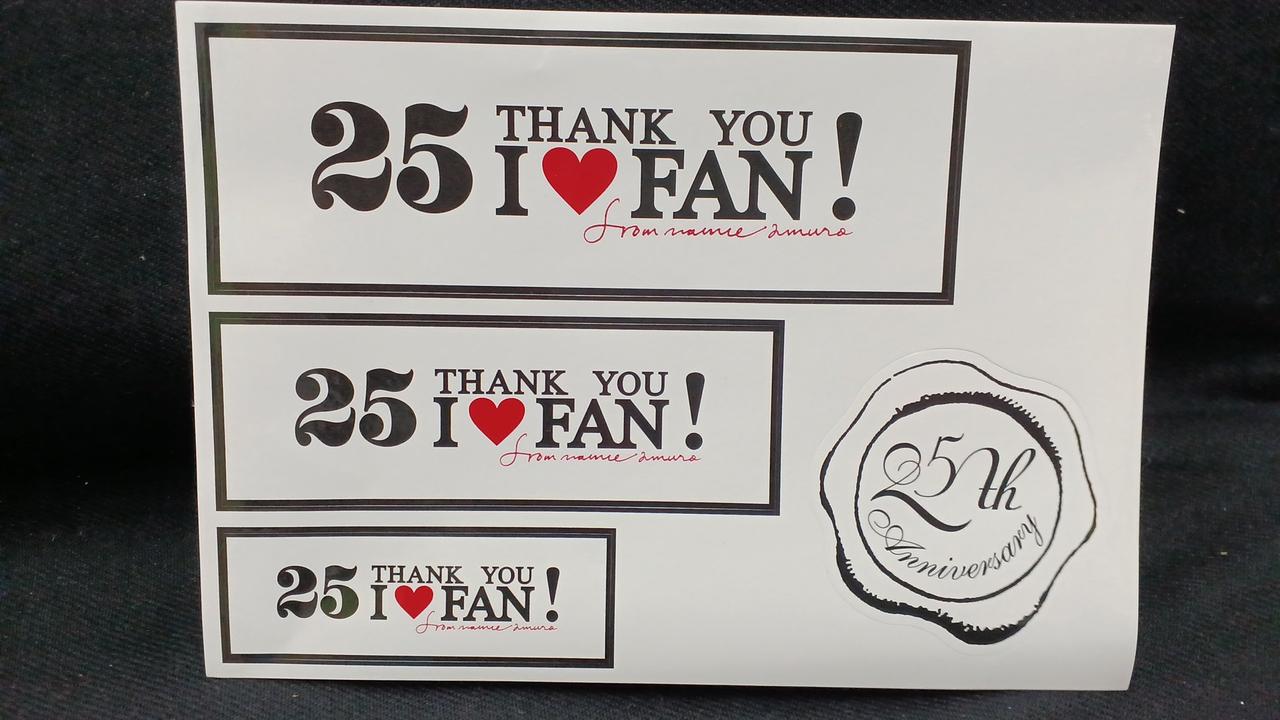 25 THANK YOU
I ♥ FAN!
from namie amuro
25 THANK YOU
I ♥ FAN!
from namie amuro
25 THANK YOU
I ♥ FAN!
from namie amuro
25th
Anniversary